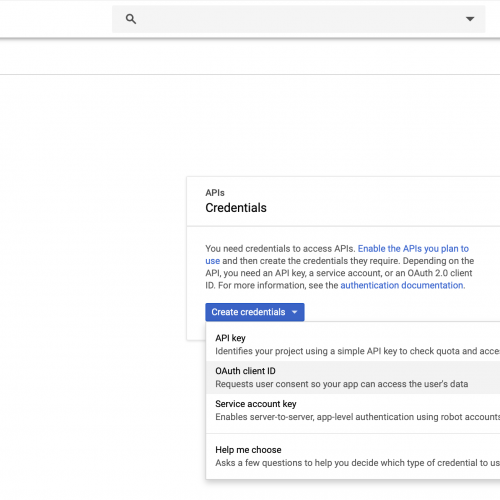 APIs
Credentials
You need credentials to access APIs. Enable the APIs you plan to
use and then create the credentials they require. Depending on the
API, you need an API key, a service account, or an OAuth 2.0 client
ID. For more information, see the authentication documentation.
Create credentials
API key
Identifies your project using a simple API key to check quota and
OAuth client ID
Requests user consent so your app can access the user's data
Service account key
Enables server-to-server, app-level authentication using robot accounts
Help me choose
Asks a few questions to help you decide which type of credential to